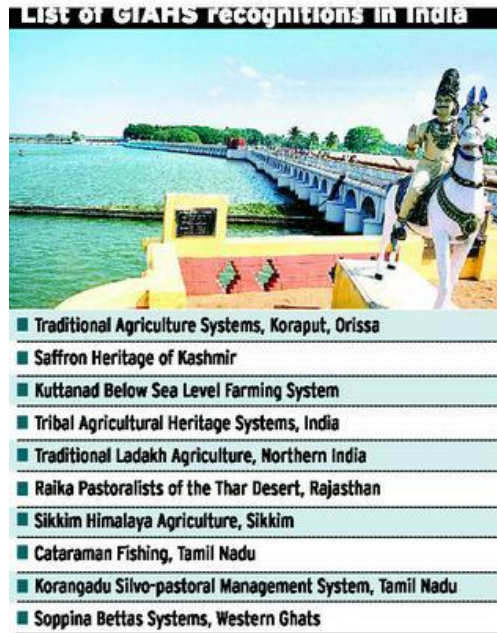 List of GIAHS recognitions in India
Traditional Agriculture Systems, Koraput, Orissa
Saffron Heritage of Kashmir
Kuttanad Below Sea Level Farming System
Tribal Agricultural Heritage Systems, India
Traditional Ladakh Agriculture, Northern India
Raika Pastoralists of the Thar Desert, Rajasthan
Sikkim Himalaya Agriculture, Sikkim
Cataraman Fishing, Tamil Nadu
Korangadu Silvo-pastoral Management System, Tamil Nadu
Soppina Bettas Systems, Western Ghats